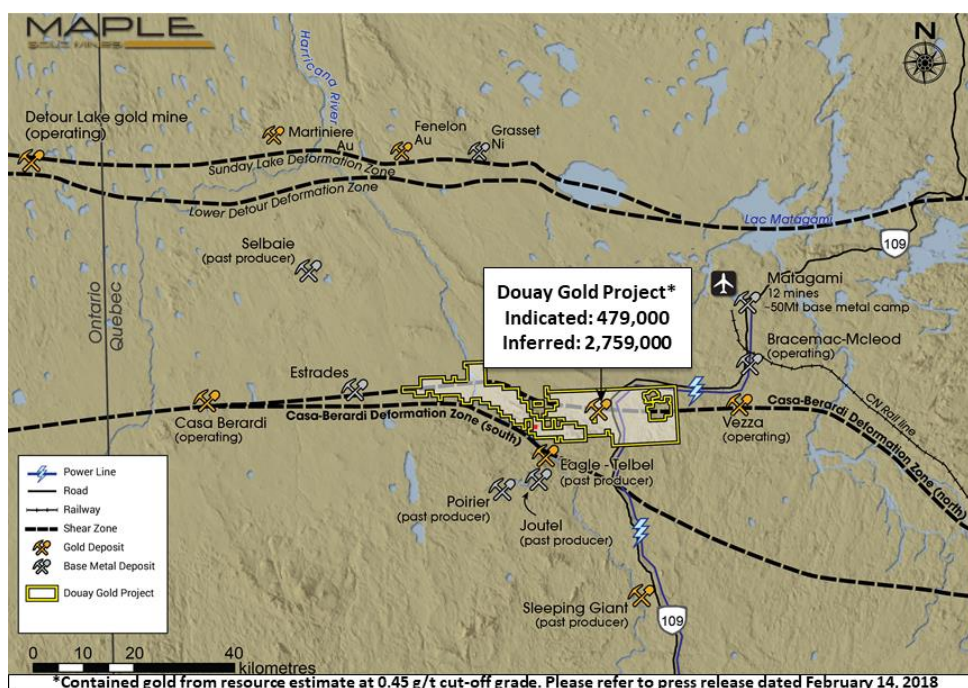 MAPLE
GOLD MINES
N
Harricana River
Detour Lake gold mine
(operating)
Martiniere
Au
Fenelon
Au
Grasset
Ni
Sunday Lake Deformation Zone
Lower Detour Deformation Zone
Lac Matagami
109
Selbaie
(past producer)
Ontario
Quebec
Douay Gold Project*
Indicated: 479,000
Inferred: 2,759,000
Matagami
12 mines
~50Mt base metal camp
Bracemac-Mcleod
(operating)
CN Rail line
Estrades
Casa Berardi
(operating)
Casa-Berardi Deformation Zone (south)
Vezza
(operating)
Casa-Berardi
Deformation Zone (north)
Eagle - Telbel
(past producer)
Poirier
(past producer)
Joutel
(past producer)
Sleeping Giant
(past producer)
109
Power Line
Road
Railway
Shear Zone
Gold Deposit
Base Metal Deposit
Douay Gold Project
0 10 20 40
kilometres
*Contained gold from resource estimate at 0.45 g/t cut-off grade. Please refer to press release dated February 14, 2018